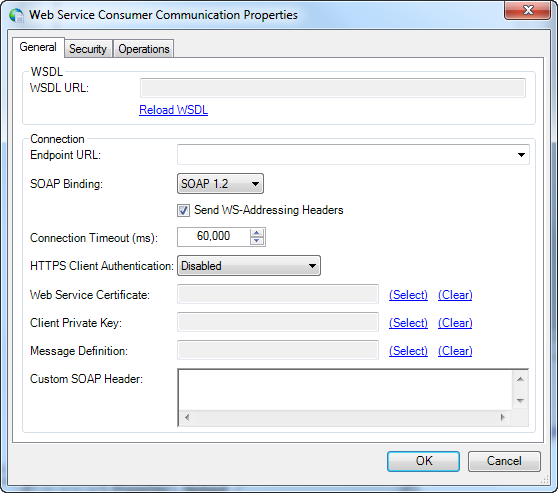 Web Service Consumer Communication Properties
General Security Operations
WSDL
WSDL URL:
Reload WSDL
Connection
Endpoint URL:
SOAP Binding: SOAP 1.2
Send WS-Addressing Headers
Connection Timeout (ms): 60,000
HTTPS Client Authentication: Disabled
Web Service Certificate: (Select) (Clear)
Client Private Key: (Select) (Clear)
Message Definition: (Select) (Clear)
Custom SOAP Header:
OK Cancel